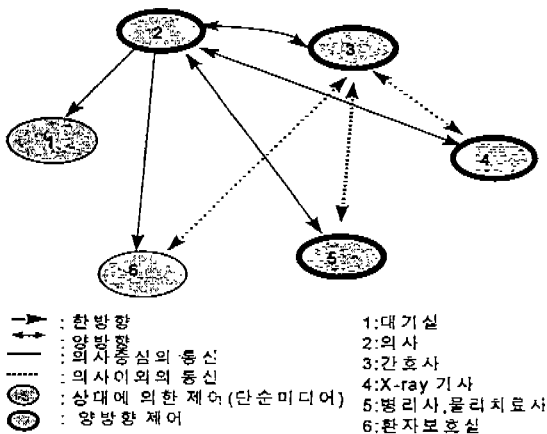 2
3
1
4
6
5
: 한방향
: 양방향
: 의사중심의 통신
: 의사이외의 통신
: 상대에 의한 제어(단순미디어)
: 양방향 제어
1:대기실
2:의사
3:간호사
4:X-ray 기사
5:병리사,물리치료사
6:환자보호실